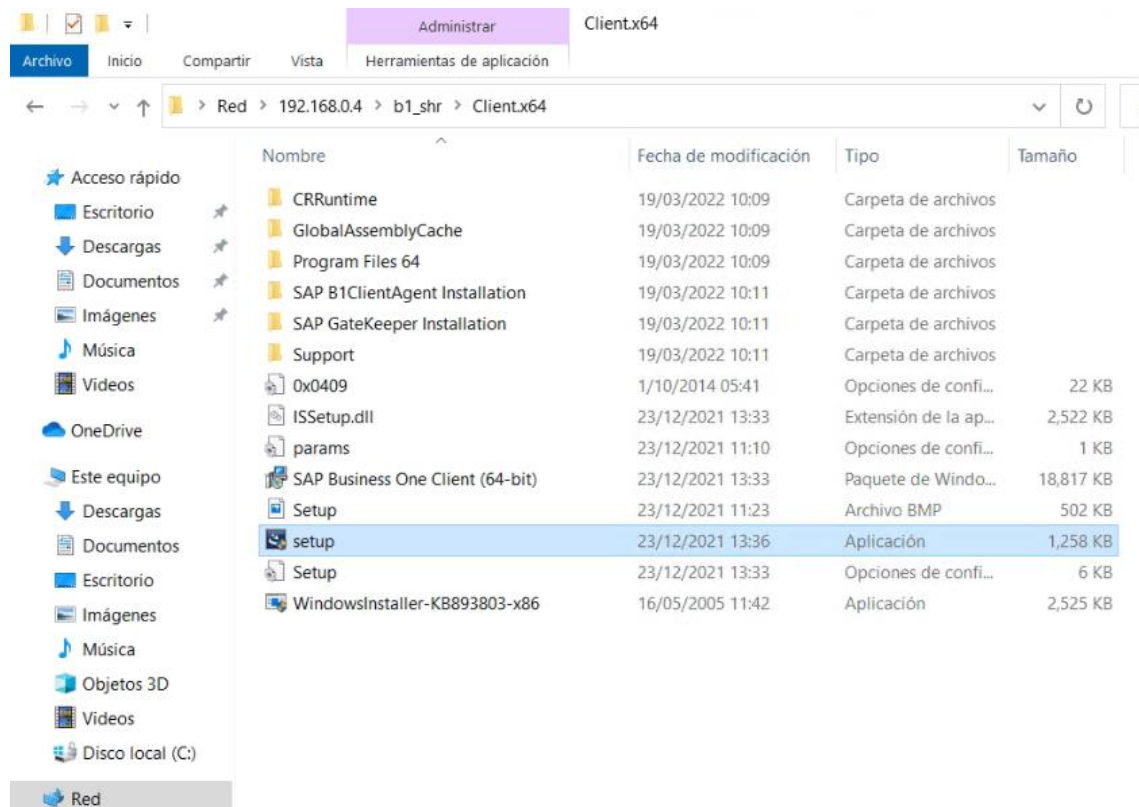 Administrar
Client.x64
Archivo Inicio Compartir Vista Herramientas de aplicación
Red > 192.168.0.4 > b1_shr > Client.x64
Nombre Fecha de modificación Tipo Tamaño
Acceso rápido
Escritorio
Descargas
Documentos
Imágenes
Música
Videos
OneDrive
Este equipo
Descargas
Documentos
Escritorio
Imágenes
Música
Objetos 3D
Videos
Disco local (C:)
Red
CRRuntime 19/03/2022 10:09 Carpeta de archivos
GlobalAssemblyCache 19/03/2022 10:09 Carpeta de archivos
Program Files 64 19/03/2022 10:09 Carpeta de archivos
SAP B1ClientAgent Installation 19/03/2022 10:11 Carpeta de archivos
SAP GateKeeper Installation 19/03/2022 10:11 Carpeta de archivos
Support 19/03/2022 10:11 Carpeta de archivos
0x0409 1/10/2014 05:41 Opciones de confi... 22 KB
ISSetup.dll 23/12/2021 13:33 Extensión de la ap... 2,522 KB
params 23/12/2021 11:10 Opciones de confi... 1 KB
SAP Business One Client (64-bit) 23/12/2021 13:33 Paquete de Windo... 18,817 KB
Setup 23/12/2021 11:23 Archivo BMP 502 KB
setup 23/12/2021 13:36 Aplicación 1,258 KB
Setup 23/12/2021 13:33 Opciones de confi... 6 KB
WindowsInstaller-KB893803-x86 16/05/2005 11:42 Aplicación 2,525 KB